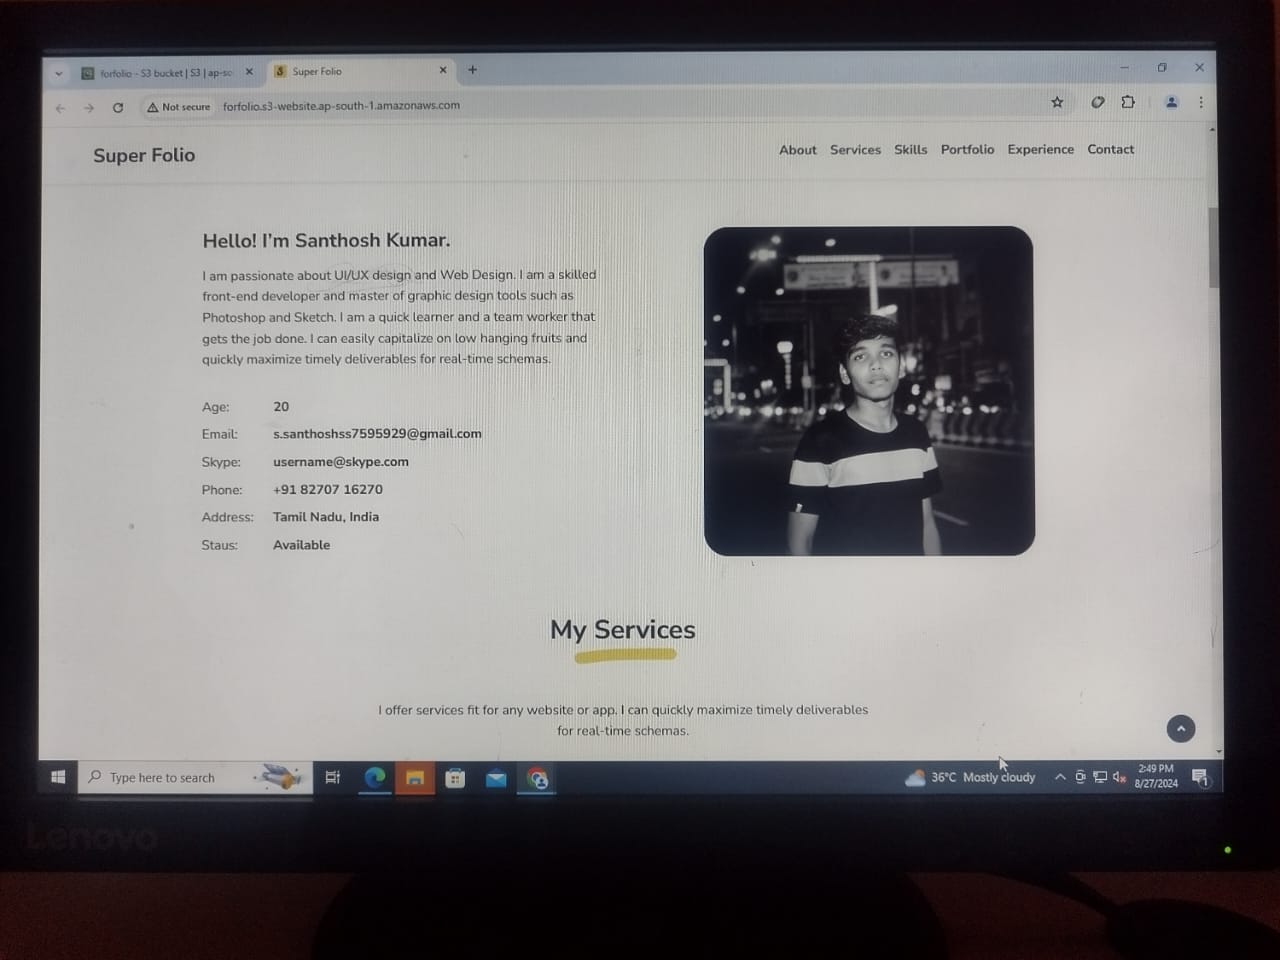 forfolio - S3 bucket | S3 | ap-so
Super Folio
Not secure forfolio.s3-website.ap-south-1.amazonaws.com
Super Folio
About Services Skills Portfolio Experience Contact
Hello! I'm Santhosh Kumar.
I am passionate about UI/UX design and Web Design. I am a skilled
front-end developer and master of graphic design tools such as
Photoshop and Sketch. I am a quick learner and a team worker that
gets the job done. I can easily capitalize on low hanging fruits and
quickly maximize timely deliverables for real-time schemas.
Age: 20
Email: s.santhoshss7595929@gmail.com
Skype: username@skype.com
Phone: +91 82707 16270
Address: Tamil Nadu, India
Staus: Available
My Services
I offer services fit for any website or app. I can quickly maximize timely deliverables
for real-time schemas.
Type here to search
36°C Mostly cloudy
2:49 PM
8/27/2024
1
Lenovo